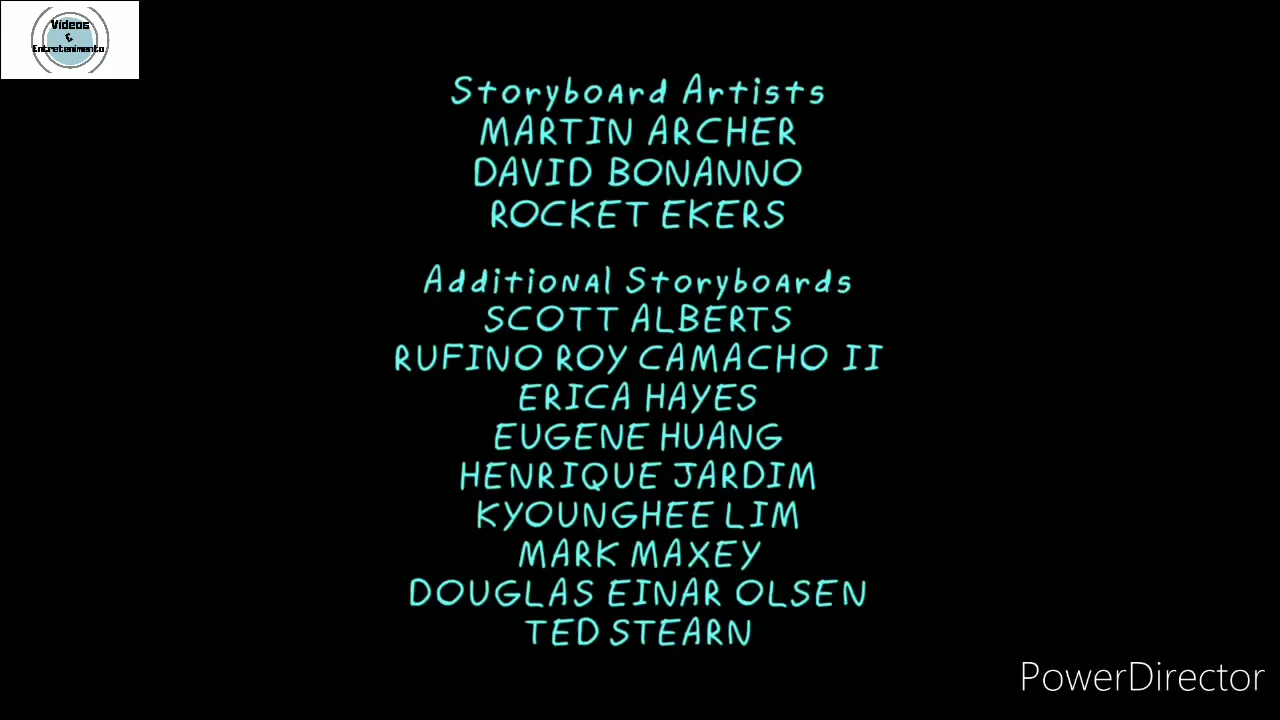 Vídeos
&
Entretenimento
Storyboard Artists
MARTIN ARCHER
DAVID BONANNO
ROCKET EKERS
Additional Storyboards
SCOTT ALBERTS
RUFINO ROY CAMACHO II
ERICA HAYES
EUGENE HUANG
HENRIQUE JARDIM
KYOUNGHEE LIM
MARK MAXEY
DOUGLAS EINAR OLSEN
TED STEARN
PowerDirector